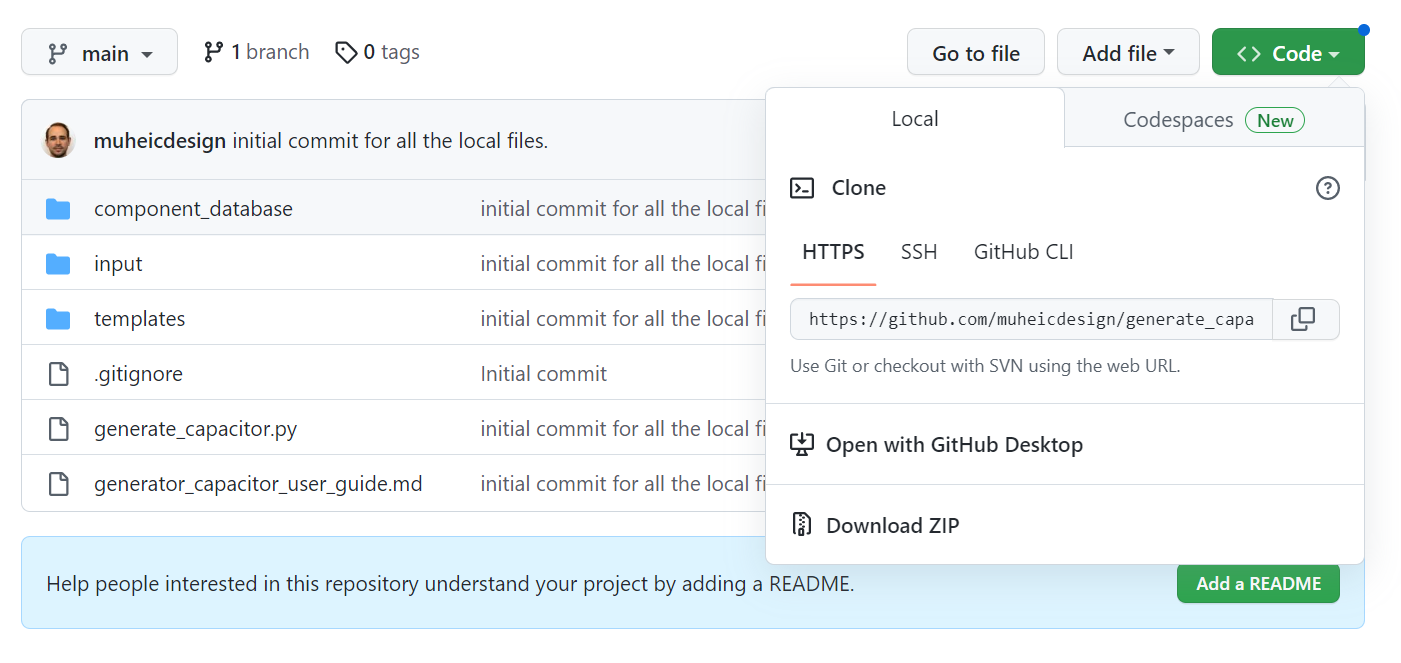 main
1 branch
0 tags
Go to file
Add file
Code
muheicdesign initial commit for all the local files.
component_database initial commit for all the local fi
input initial commit for all the local fi
templates initial commit for all the local fi
.gitignore Initial commit
generate_capacitor.py initial commit for all the local fi
generator_capacitor_user_guide.md initial commit for all the local fi
Local
Codespaces New
Clone
HTTPS SSH GitHub CLI
https://github.com/muheicdesign/generate_capa
Use Git or checkout with SVN using the web URL.
Open with GitHub Desktop
Download ZIP
Help people interested in this repository understand your project by adding a README.
Add a README